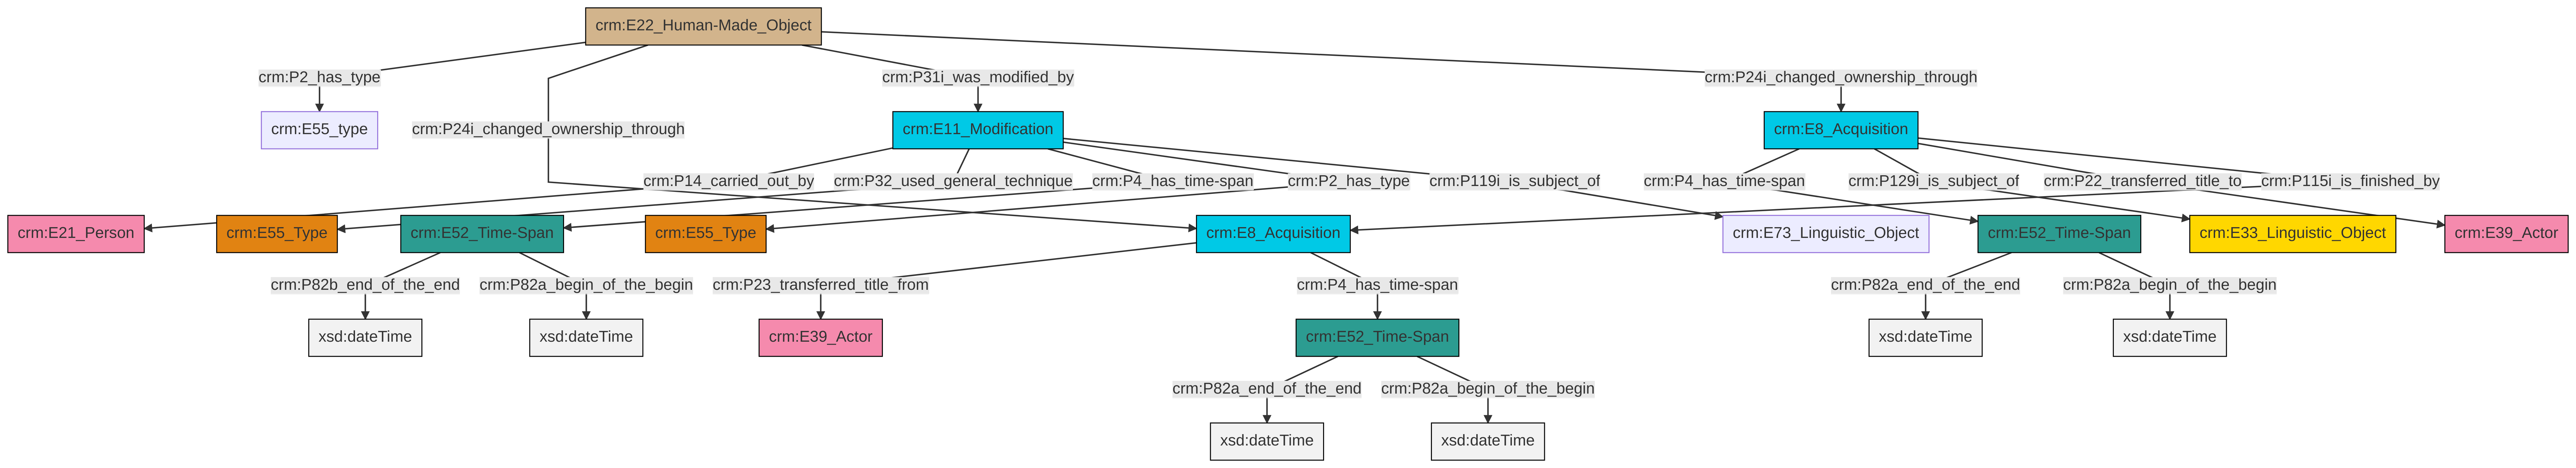 crm:E22_Human-Made_Object
crm:P2_has_type
crm:P31i_was_modified_by
crm:P24i_changed_ownership_through
crm:E55_type
crm:P24i_changed_ownership_through
crm:E11_Modification
crm:E8_Acquisition
crm:P14_carried_out_by
crm:P32_used_general_technique
crm:P4_has_time-span
crm:P2_has_type
crm:P119i_is_subject_of
crm:P4_has_time-span
crm:P129i_is_subject_of
crm:P22_transferred_title_to
crm:P115i_is_finished_by
crm:E21_Person
crm:E55_Type
crm:E52_Time-Span
crm:E55_Type
crm:E8_Acquisition
crm:E73_Linguistic_Object
crm:E52_Time-Span
crm:E33_Linguistic_Object
crm:E39_Actor
crm:P82b_end_of_the_end
crm:P82a_begin_of_the_begin
crm:P23_transferred_title_from
crm:P4_has_time-span
crm:P82a_end_of_the_end
crm:P82a_begin_of_the_begin
xsd:dateTime
xsd:dateTime
crm:E39_Actor
crm:E52_Time-Span
xsd:dateTime
xsd:dateTime
crm:P82a_end_of_the_end
crm:P82a_begin_of_the_begin
xsd:dateTime
xsd:dateTime